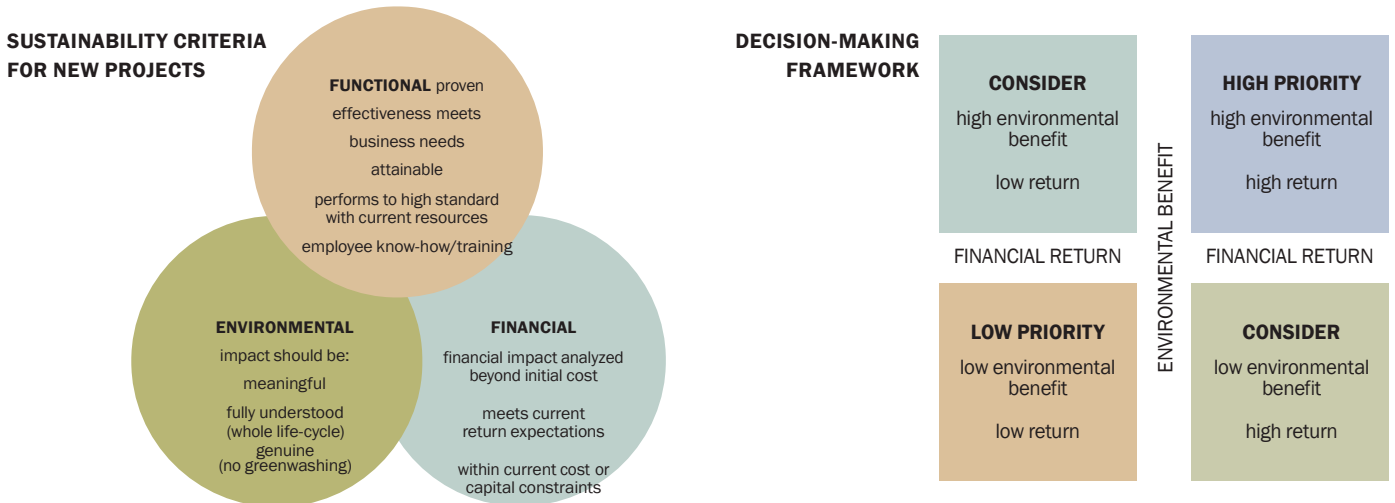 SUSTAINABILITY CRITERIA
FOR NEW PROJECTS
FUNCTIONAL proven
effectiveness meets
business needs
attainable
performs to high standard
with current resources
employee know-how/training
ENVIRONMENTAL
impact should be:
meaningful
fully understood
(whole life-cycle)
genuine
(no greenwashing)
FINANCIAL
financial impact analyzed
beyond initial cost
meets current
return expectations
within current cost or
capital constraints
DECISION-MAKING
FRAMEWORK
CONSIDER
high environmental
benefit
low return
HIGH PRIORITY
high environmental
benefit
high return
FINANCIAL RETURN
ENVIRONMENTAL BENEFIT
FINANCIAL RETURN
LOW PRIORITY
low environmental
benefit
low return
CONSIDER
low environmental
benefit
high return